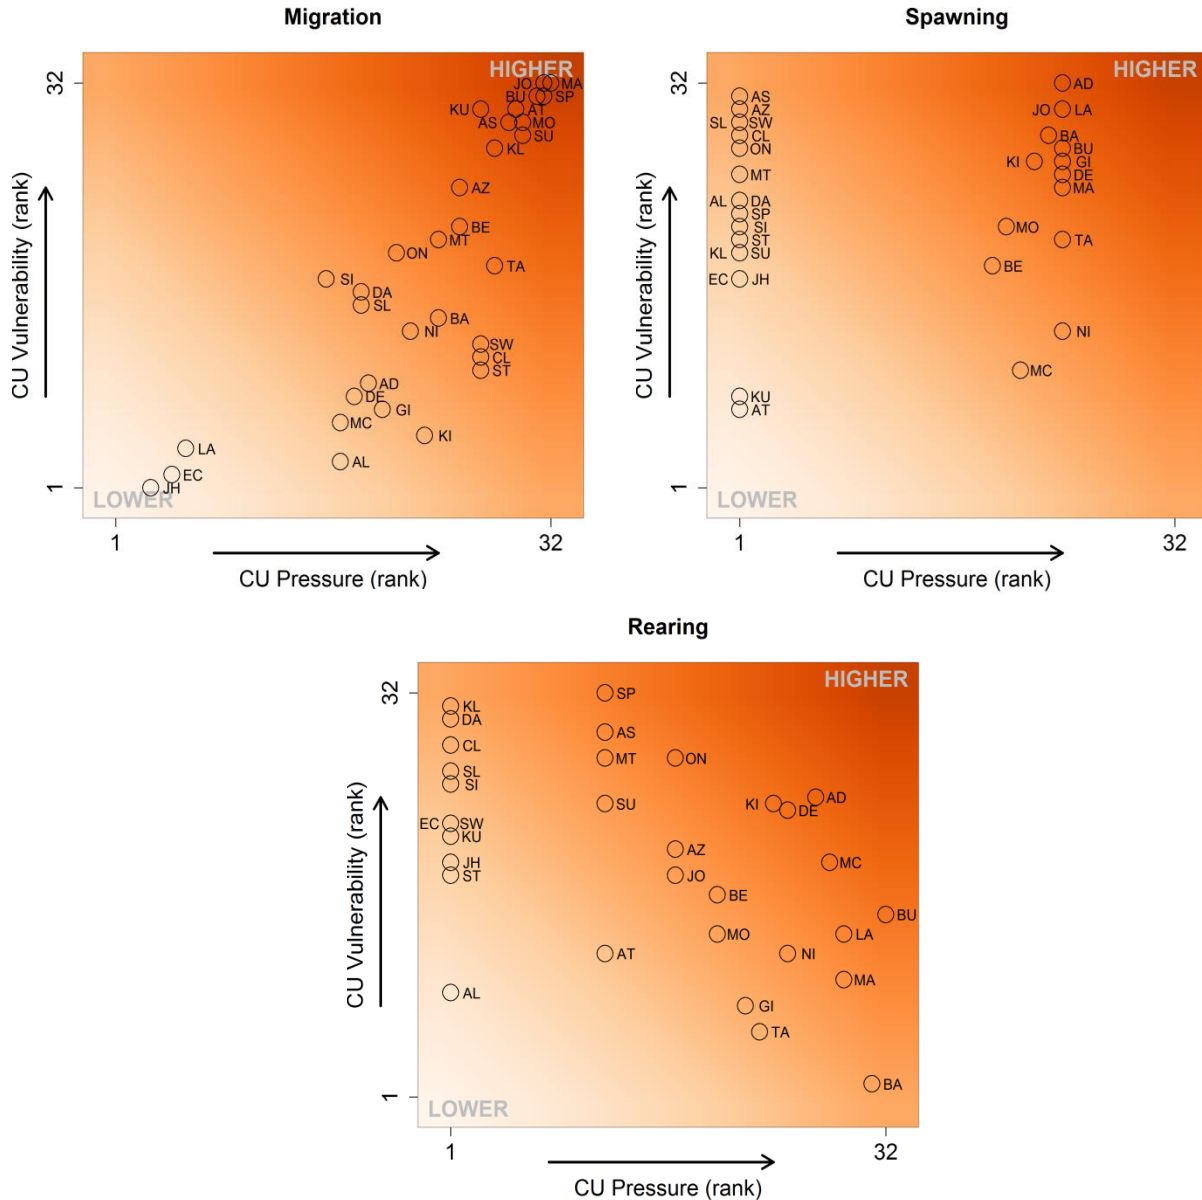 Migration
HIGHER
32
JO MA
BU SP
KU AT
AS MO
SU
KL
AZ
BE
MT
ON
TA
SI
DA
SL
BA
NI
SW
CL
ST
AD
DE
GI
MC
KI
LA
AL
EC
JH
LOWER
1
CU Vulnerability (rank)
1 32
CU Pressure (rank)
Spawning
HIGHER
32
AD
AS
AZ JO LA
SL SW
CL BA
ON BU
KI GI
MT DE
MA
AL DA
SP
SI MO
ST TA
KL SU
BE
EC JH
NI
MC
KU
AT
LOWER
1
CU Vulnerability (rank)
1 32
CU Pressure (rank)
Rearing
HIGHER
32
SP
KL
DA
AS
CL
MT ON
SL
SI
AD
SU KI
DE
EC SW
KU
AZ
JH MC
ST JO
BE
BU
MO LA
AT NI
MA
AL
GI
TA
BA
LOWER
1
CU Vulnerability (rank)
1 32
CU Pressure (rank)